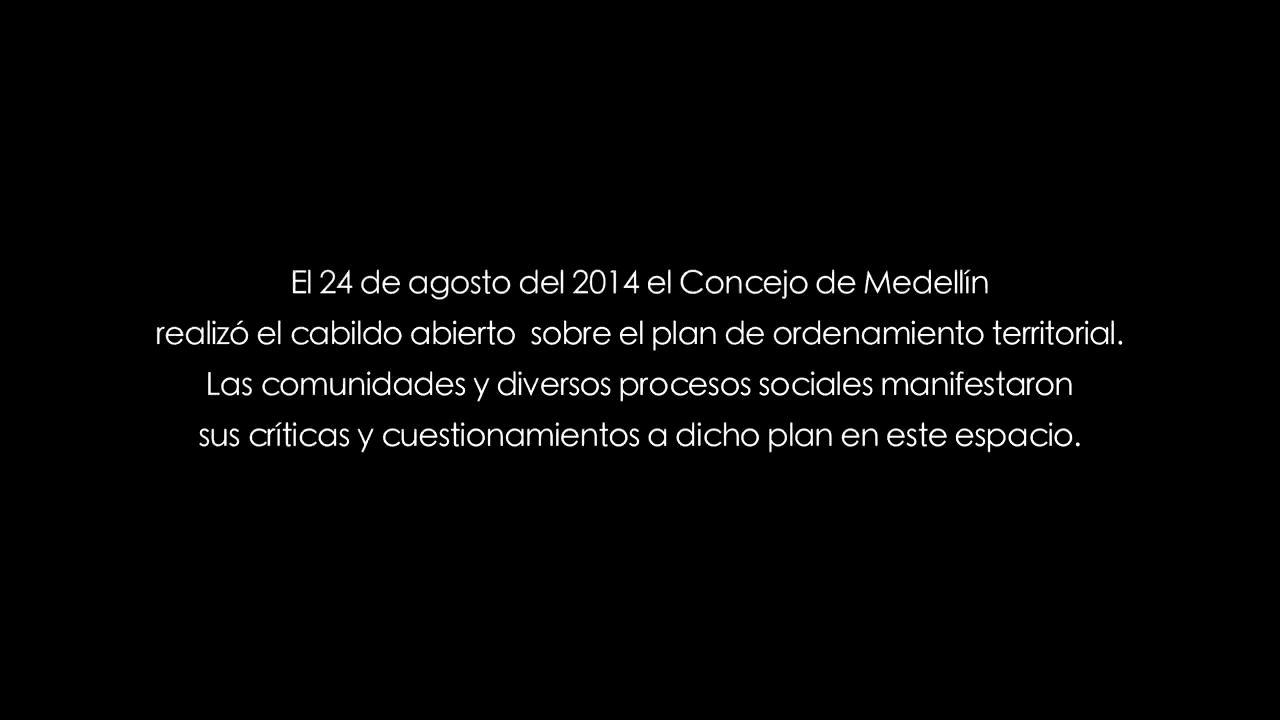 El 24 de agosto del 2014 el Concejo de Medellín
realizó el cabildo abierto sobre el plan de ordenamiento territorial.
Las comunidades y diversos procesos sociales manifestaron
sus críticas y cuestionamientos a dicho plan en este espacio.